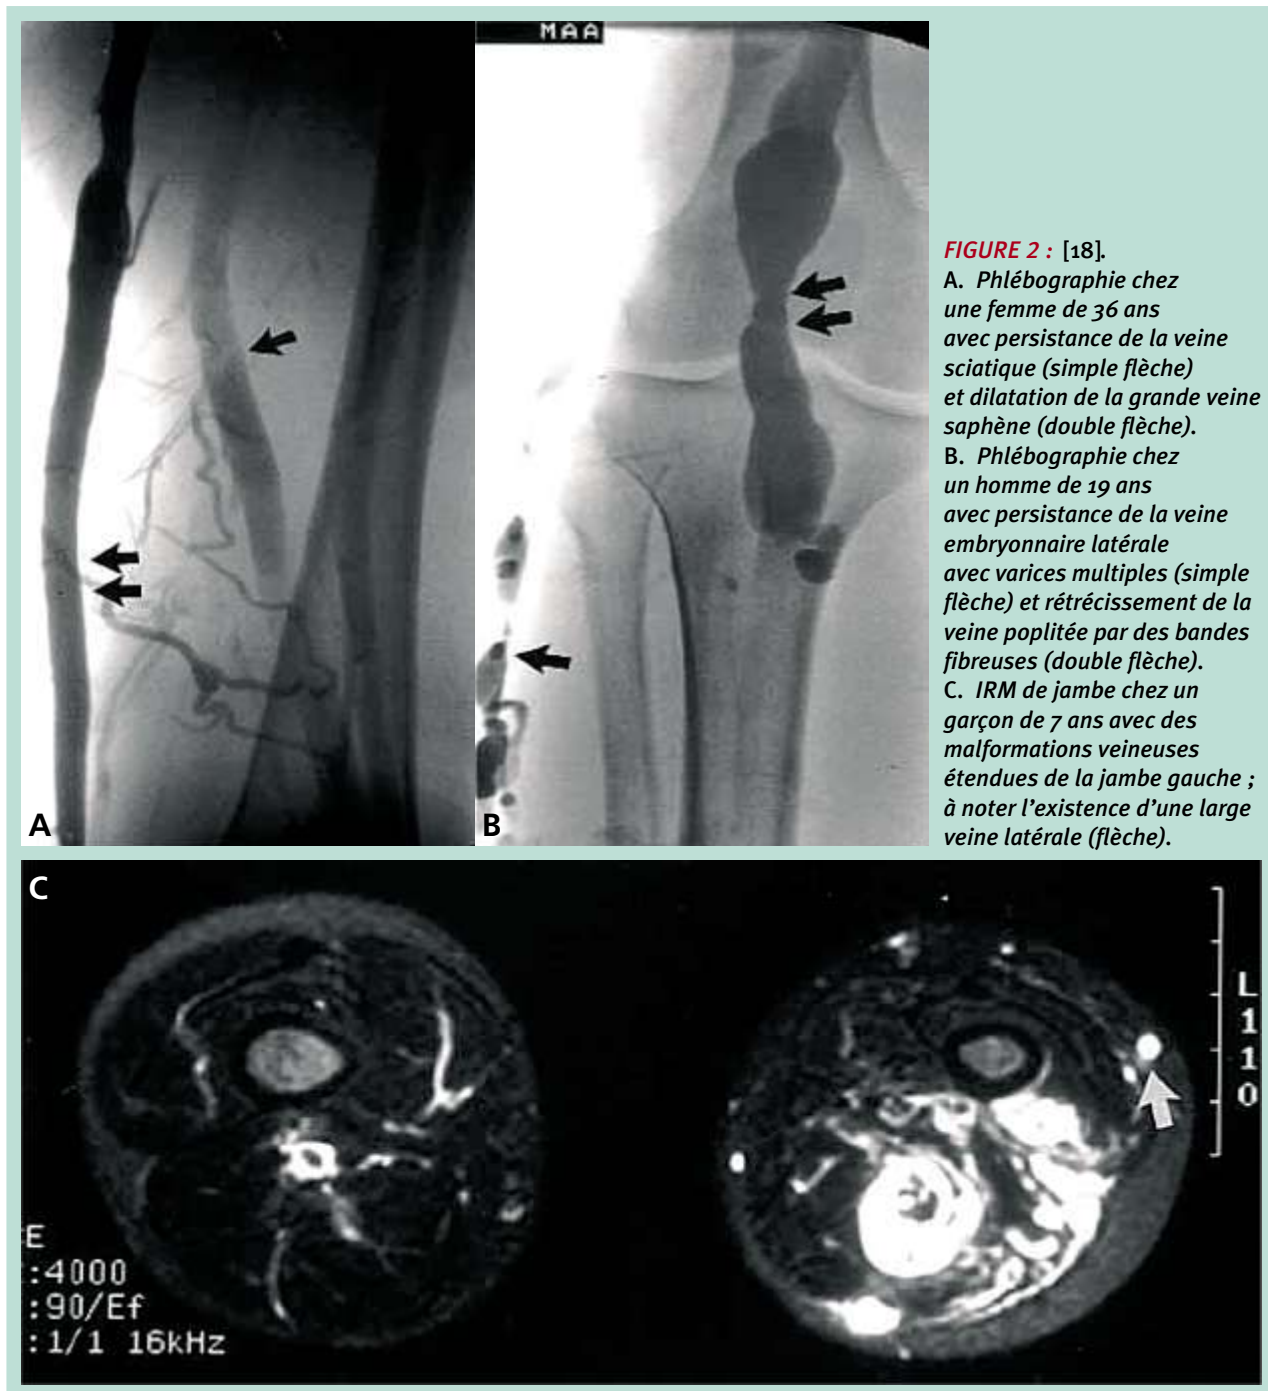 MAA
A
B
FIGURE 2 : [18].
A. Phlébographie chez
une femme de 36 ans
avec persistance de la veine
sciatique (simple flèche)
et dilatation de la grande veine
saphène (double flèche).
B. Phlébographie chez
un homme de 19 ans
avec persistance de la veine
embryonnaire latérale
avec varices multiples (simple
flèche) et rétrécissement de la
veine poplitée par des bandes
fibreuses (double flèche).
C. IRM de jambe chez un
garçon de 7 ans avec des
malformations veineuses
étendues de la jambe gauche ;
à noter l'existence d'une large
veine latérale (flèche).
C
L
1
1
0
E
:4000
:90/Ef
:1/1 16kHz